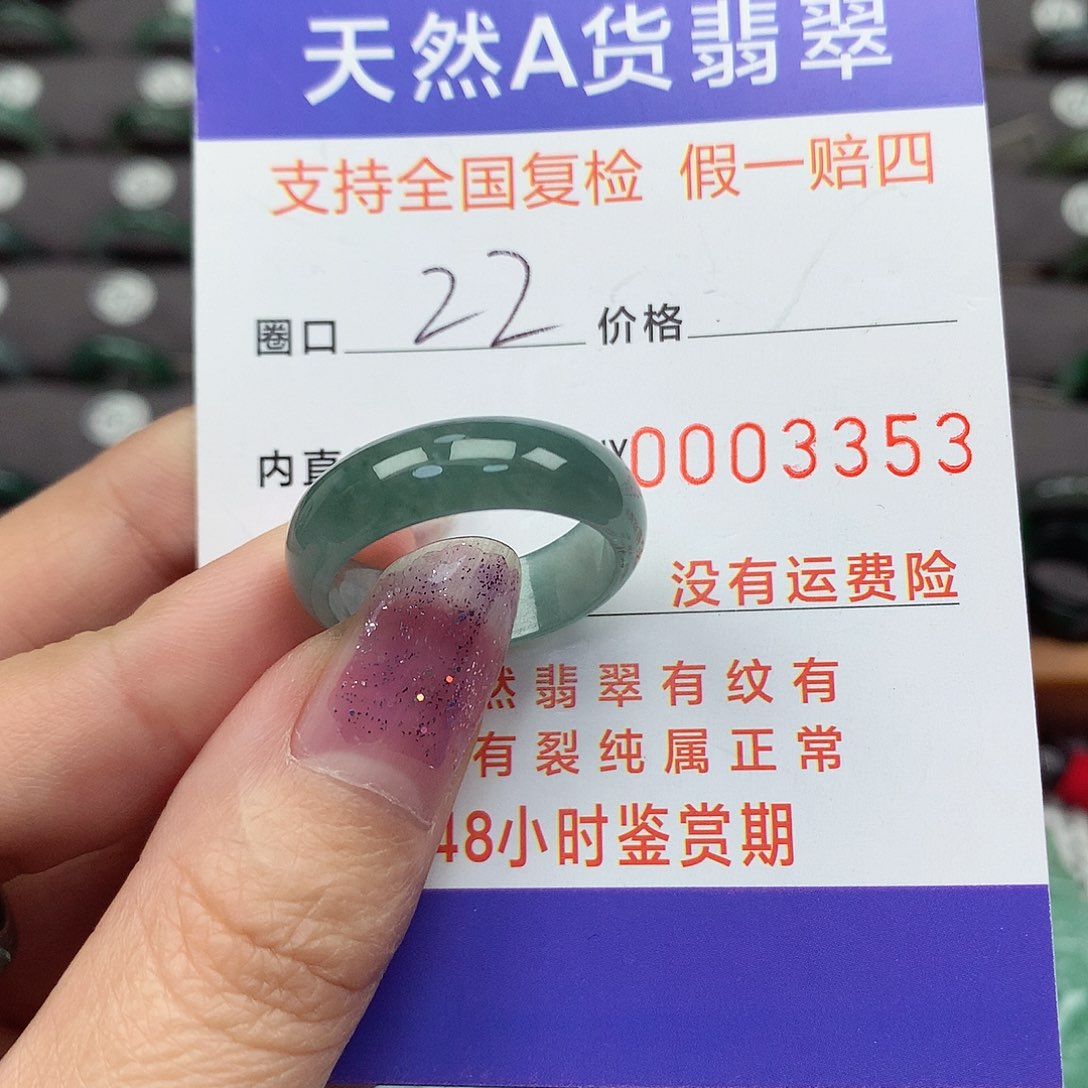 天然A货翡翠
支持全国复检 假一赔四
圈口 22 价格
内直 0003353
没有运费险
然翡翠有纹有
有裂纯属正常
48小时鉴赏期